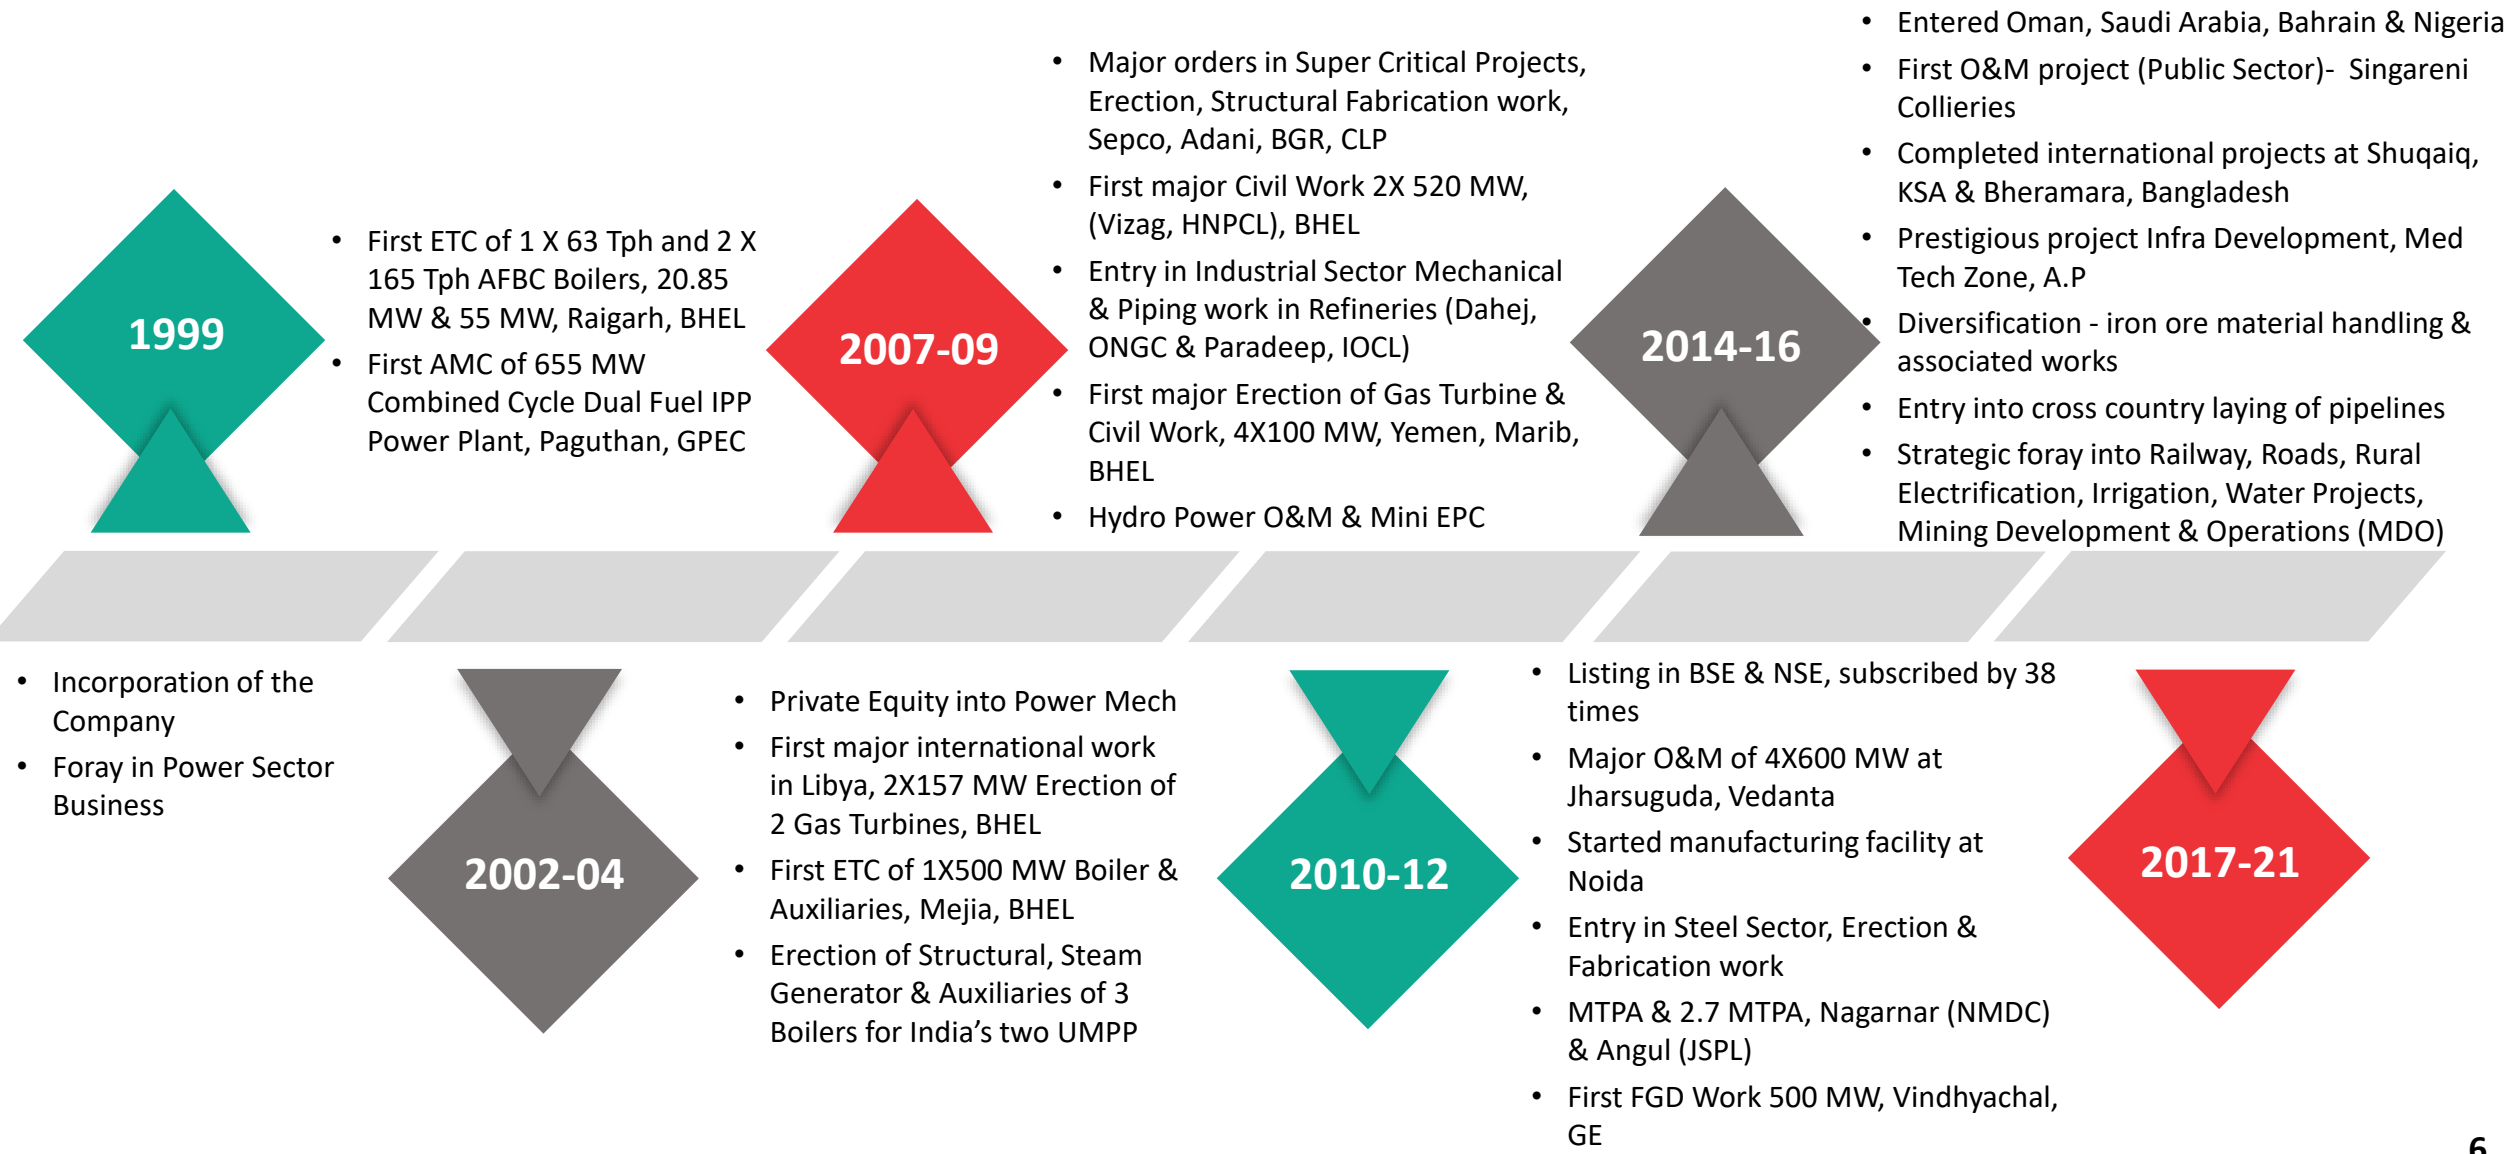 1999
• Incorporation of the
Company
• Foray in Power Sector
Business
• First ETC of 1 X 63 Tph and 2 X
165 Tph AFBC Boilers, 20.85
MW & 55 MW, Raigarh, BHEL
• First AMC of 655 MW
Combined Cycle Dual Fuel IPP
Power Plant, Paguthan, GPEC
2002-04
• Private Equity into Power Mech
• First major international work
in Libya, 2X157 MW Erection of
2 Gas Turbines, BHEL
• First ETC of 1X500 MW Boiler &
Auxiliaries, Mejia, BHEL
• Erection of Structural, Steam
Generator & Auxiliaries of 3
Boilers for India’s two UMPP
2007-09
• Major orders in Super Critical Projects,
Erection, Structural Fabrication work,
Sepco, Adani, BGR, CLP
• First major Civil Work 2X 520 MW,
(Vizag, HNPCL), BHEL
• Entry in Industrial Sector Mechanical
& Piping work in Refineries (Dahej,
ONGC & Paradeep, IOCL)
• First major Erection of Gas Turbine &
Civil Work, 4X100 MW, Yemen, Marib,
BHEL
• Hydro Power O&M & Mini EPC
2010-12
• Listing in BSE & NSE, subscribed by 38
times
• Major O&M of 4X600 MW at
Jharsuguda, Vedanta
• Started manufacturing facility at
Noida
• Entry in Steel Sector, Erection &
Fabrication work
• MTPA & 2.7 MTPA, Nagarnar (NMDC)
& Angul (JSPL)
• First FGD Work 500 MW, Vindhyachal,
GE
2014-16
• Entered Oman, Saudi Arabia, Bahrain & Nigeria
• First O&M project (Public Sector)- Singareni
Collieries
• Completed international projects at Shuqaiq,
KSA & Bheramara, Bangladesh
• Prestigious project Infra Development, Med
Tech Zone, A.P
• Diversification - iron ore material handling &
associated works
• Entry into cross country laying of pipelines
• Strategic foray into Railway, Roads, Rural
Electrification, Irrigation, Water Projects,
Mining Development & Operations (MDO)
2017-21
6